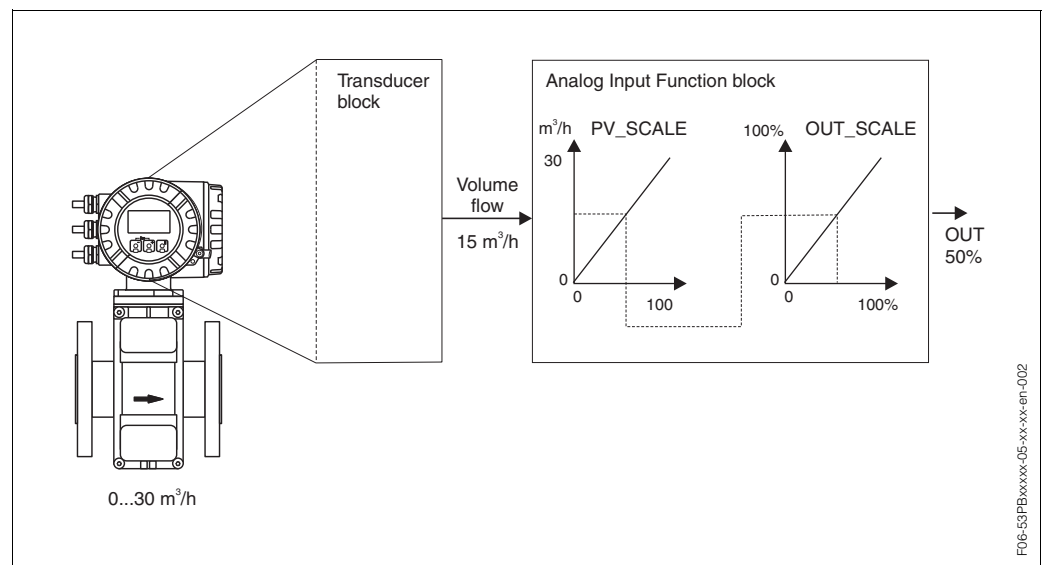 Transducer
block
Analog Input Function block
m³/h PV_SCALE
30
0
0
100
100% OUT_SCALE
0
0
100%
Volume
flow
15 m³/h
OUT
50%
0...30 m³/h
F06-53PBxxxxx-05-xx-xx-en-002